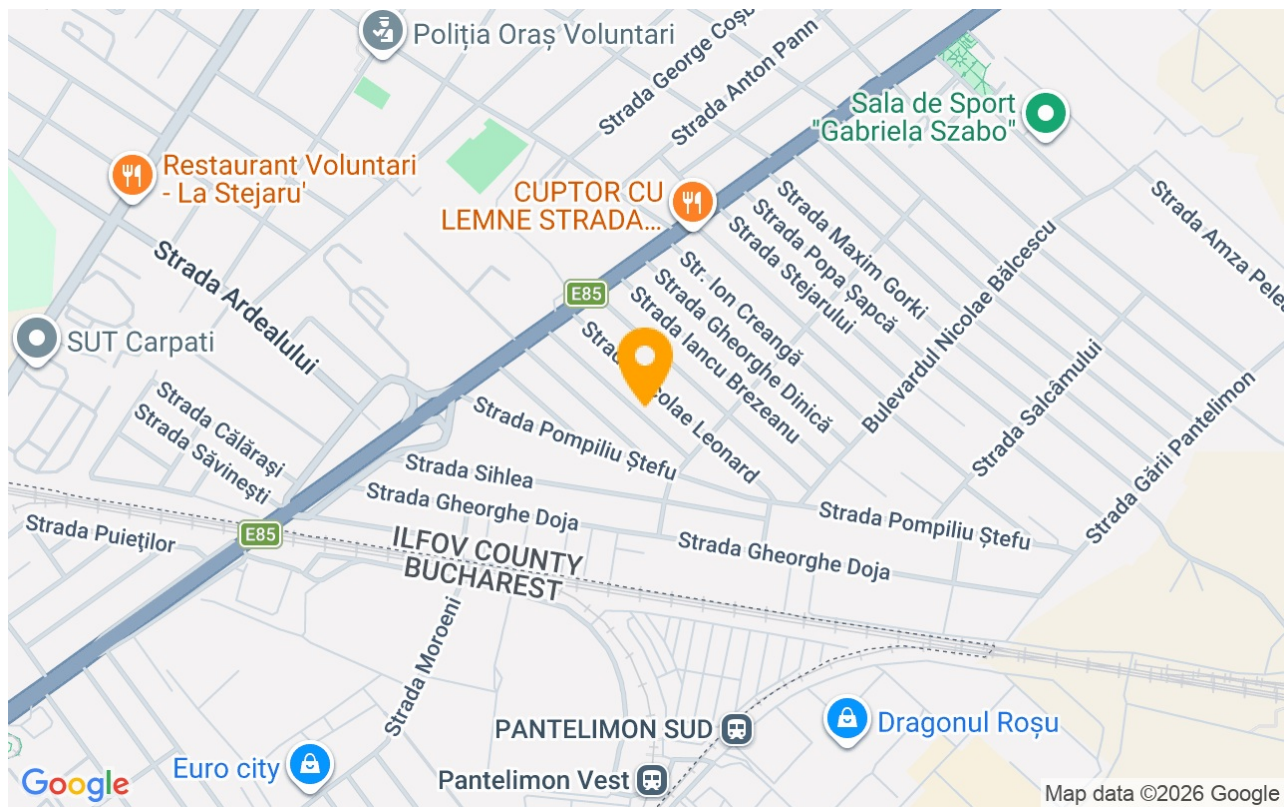 Poliția Oraș Voluntari
Strada George Coșb
Strada Anton Pann
Sala de Sport
"Gabriela Szabo"
Restaurant Voluntari
- La Stejaru'
CUPTOR CU
LEMNE STRADA...
Strada Maxim Gorki
Strada Popa Șapcă
Strada Stejarului
Strada Amza Pele
Str. Ion Creangă
Strada Gheorghe Dinică
Strada Iancu Brezeanu
Bulevardul Nicolae Bălcescu
Strada Ardealului
E85
SUT Carpati
Strada
olae Leonard
Strada Salcâmului
Strada Gării Pantelimon
Strada Călărași
Strada Săvinești
Strada Pompiliu Ștefu
Strada Sihlea
Strada Gheorghe Doja
Strada Pompiliu Ștefu
Strada Puieților
E85
ILFOV COUNTY
BUCHAREST
Strada Gheorghe Doja
Strada Moroeni
PANTELIMON SUD
Dragonul Roșu
Euro city
Pantelimon Vest
Google
Map data ©2026 Google